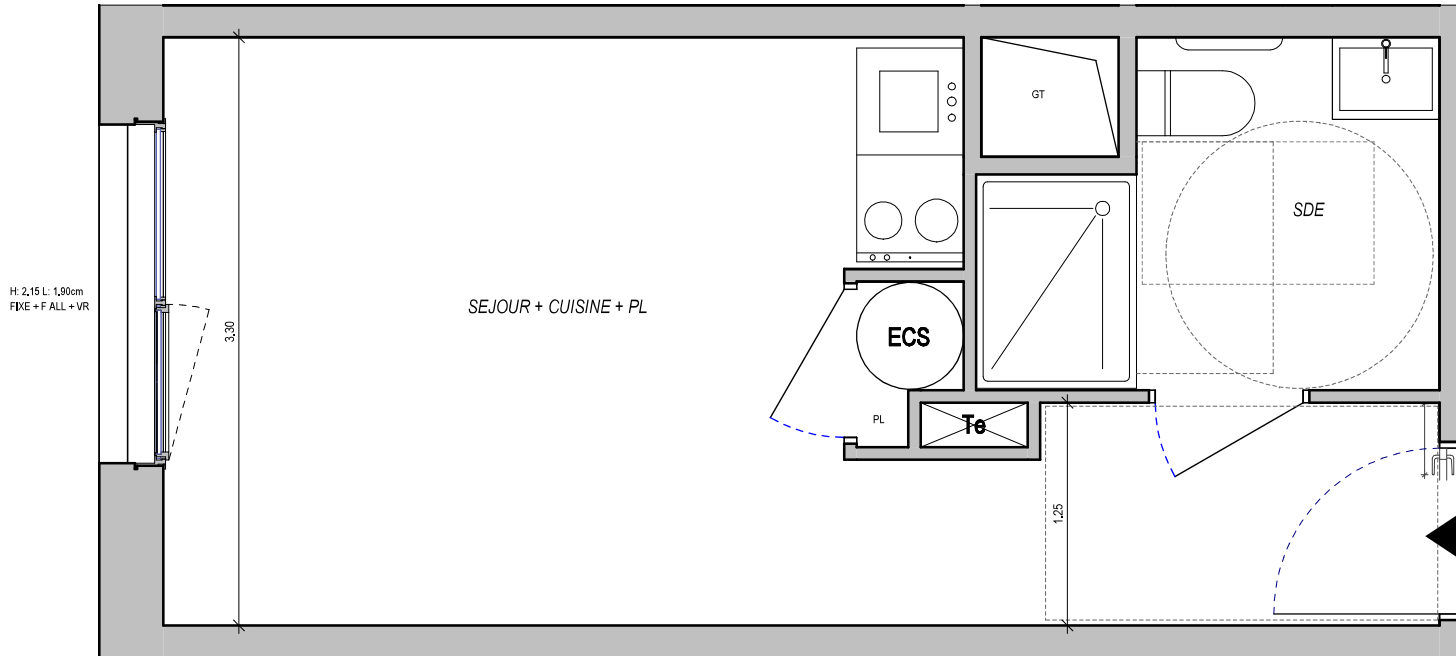 GT
SDE
H: 2,15 L: 1,90cm
FIXE + F ALL + VR
SEJOUR + CUISINE + PL
3,30
ECS
PL
Te
1,25